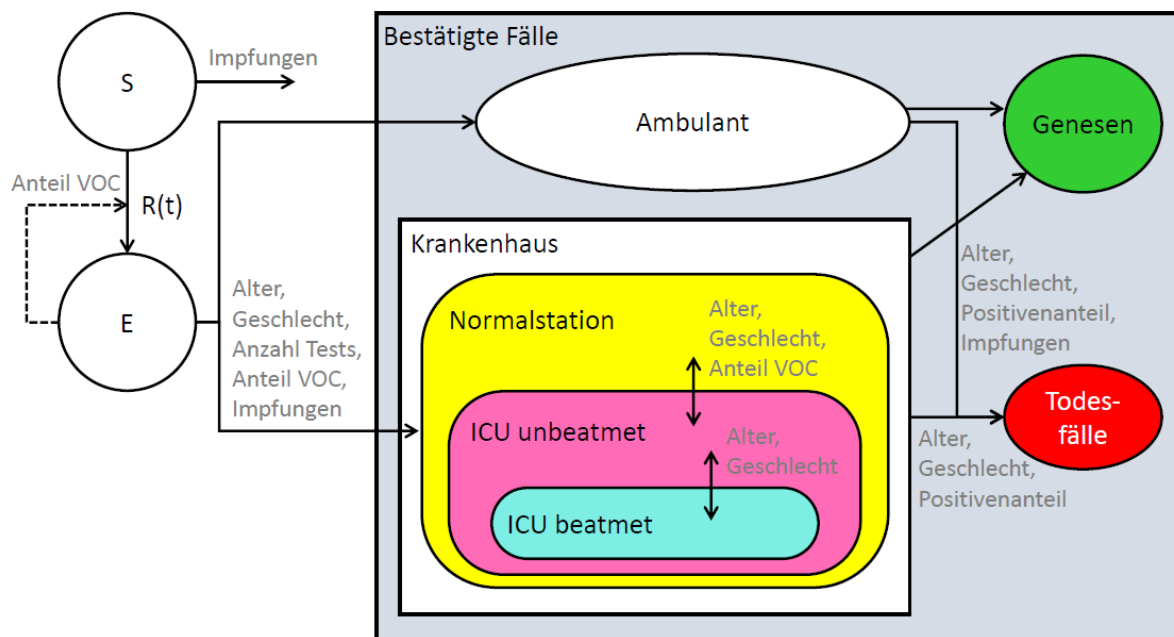 S
Impfungen
Anteil VOC
R(t)
E
Alter,
Geschlecht,
Anzahl Tests,
Anteil VOC,
Impfungen
Bestätigte Fälle
Ambulant
Genesen
Krankenhaus
Normalstation
Alter,
Geschlecht,
Anteil VOC
ICU unbeatmet
Alter,
Geschlecht
ICU beatmet
Alter,
Geschlecht,
Positivenanteil,
Impfungen
Todes-
fälle
Alter,
Geschlecht,
Positivenanteil